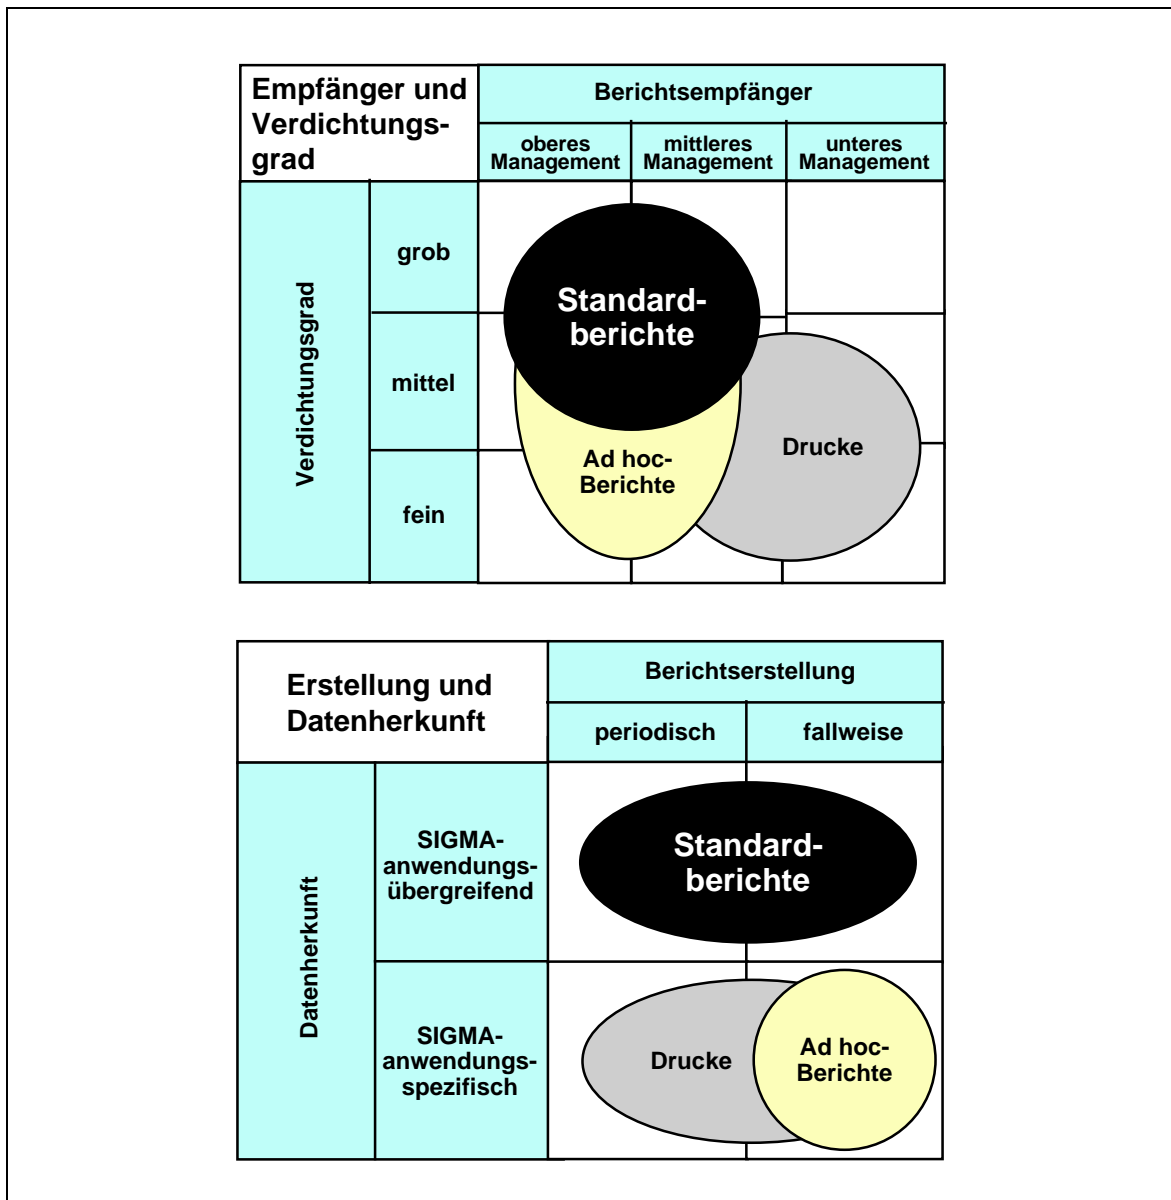 Empfänger und
Verdichtungs-
grad
Berichtsempfänger
oberes
Management
mittleres
Management
unteres
Management
Verdichtungsgrad
grob
mittel
fein
Standard-
berichte
Ad hoc-
Berichte
Drucke
Erstellung und
Datenherkunft
Berichtserstellung
periodisch
fallweise
Datenherkunft
SIGMA-
anwendungs-
übergreifend
SIGMA-
anwendungs-
spezifisch
Standard-
berichte
Drucke
Ad hoc-
Berichte